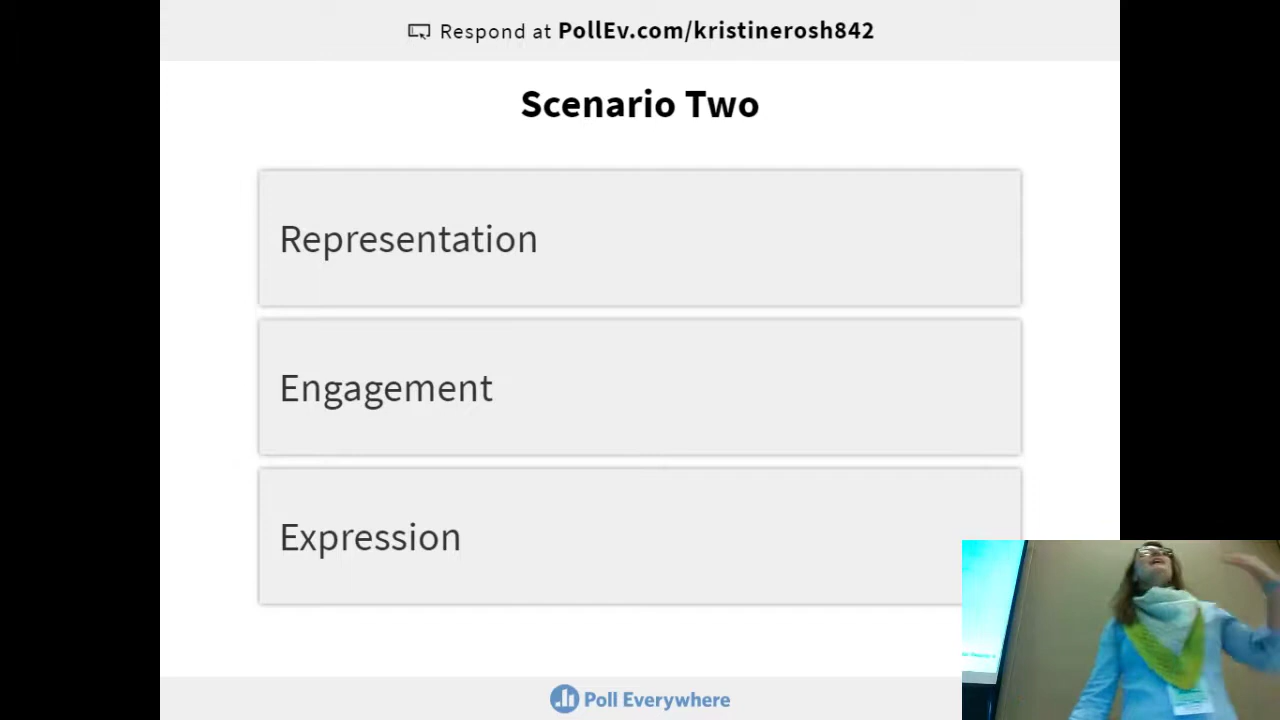 Respond at PollEv.com/kristinerosh842
Scenario Two
Representation
Engagement
Expression
Poll Everywhere